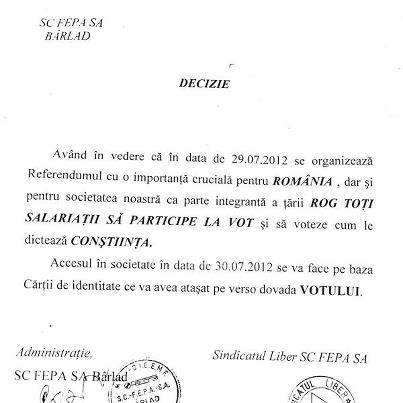 SC FEPA SA
BÂRLAD
DECIZIE
Având în vedere că în data de 29.07.2012 se organizează
Referendumul cu o importanță crucială pentru ROMÂNIA , dar și
pentru societatea noastră ca parte integrantă a țării ROG TOȚI
SALARIAȚII SĂ PARTICIPE LA VOT și să voteze cum le
dictează CONȘTIINȚA.
Accesul în societate în data de 30.07.2012 se va face pe baza
Cărții de identitate ce va avea atașat pe verso dovada VOTULUI.
Administrație,
Sindicatul Liber SC FEPA SA
SC FEPA SA Bârlad
S.C. FEPA -S.A.
BÂRLAD